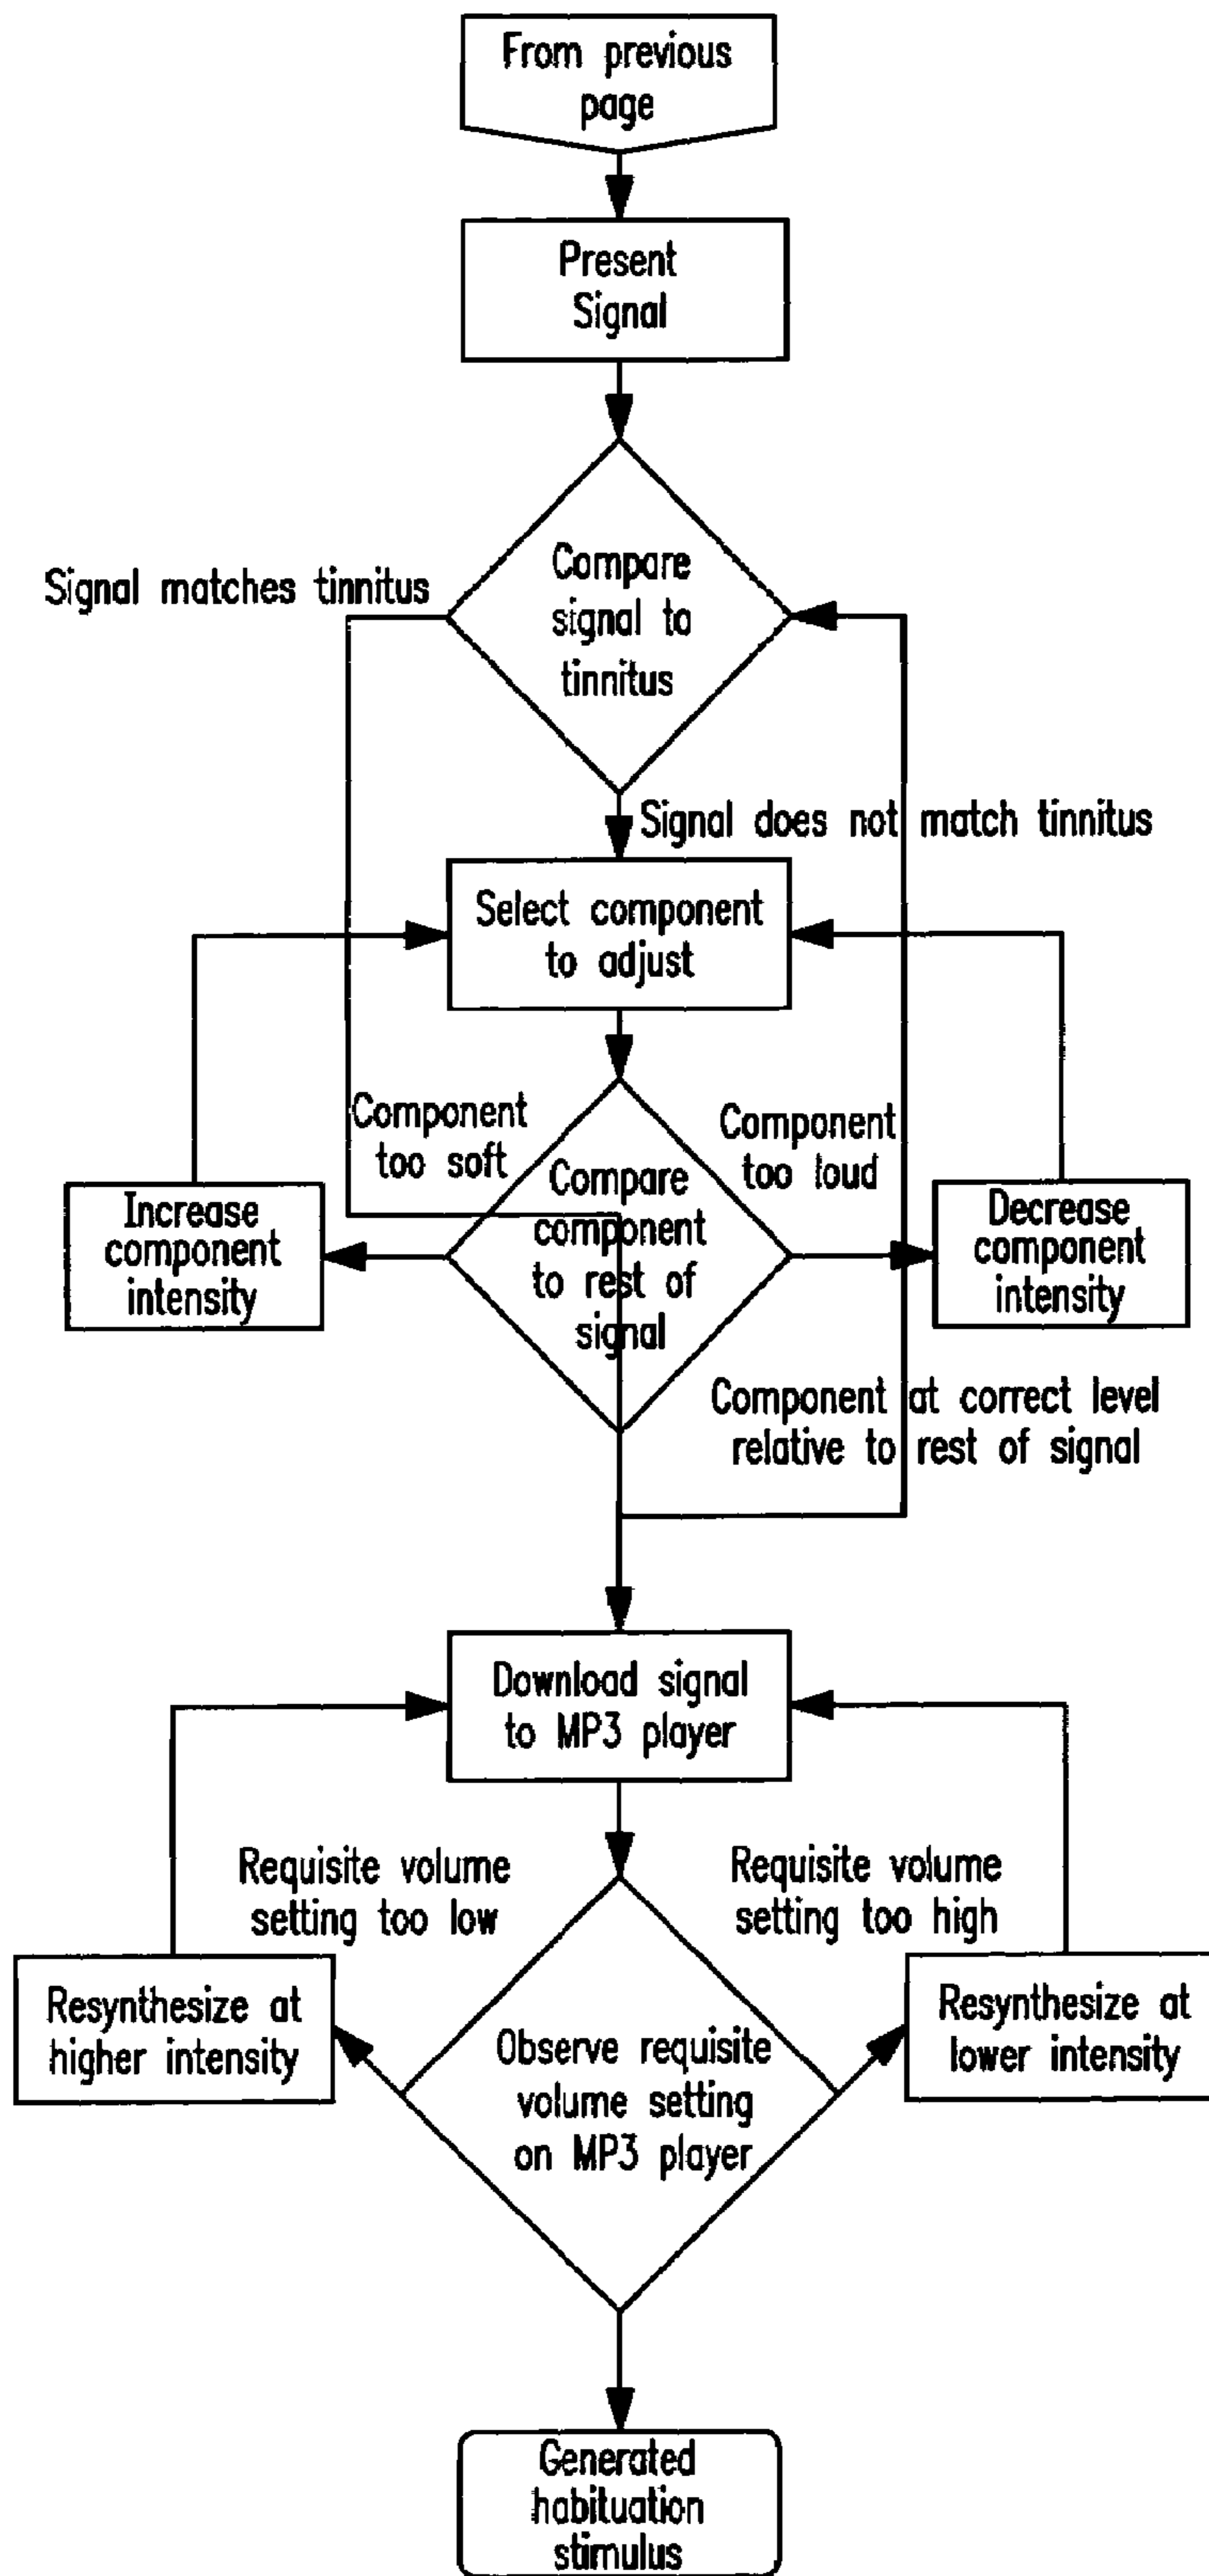 From previous
page
Present
Signal
Signal matches tinnitus
Compare
signal to
tinnitus
Signal does not match tinnitus
Select component
to adjust
Component
too soft
Component
too loud
Increase
component
intensity
Compare
component
to rest of
signal
Decrease
component
intensity
Component at correct level
relative to rest of signal
Download signal
to MP3 player
Requisite volume
setting too low
Requisite volume
setting too high
Resynthesize at
higher intensity
Observe requisite
volume setting
on MP3 player
Resynthesize at
lower intensity
Generated
habituation
stimulus